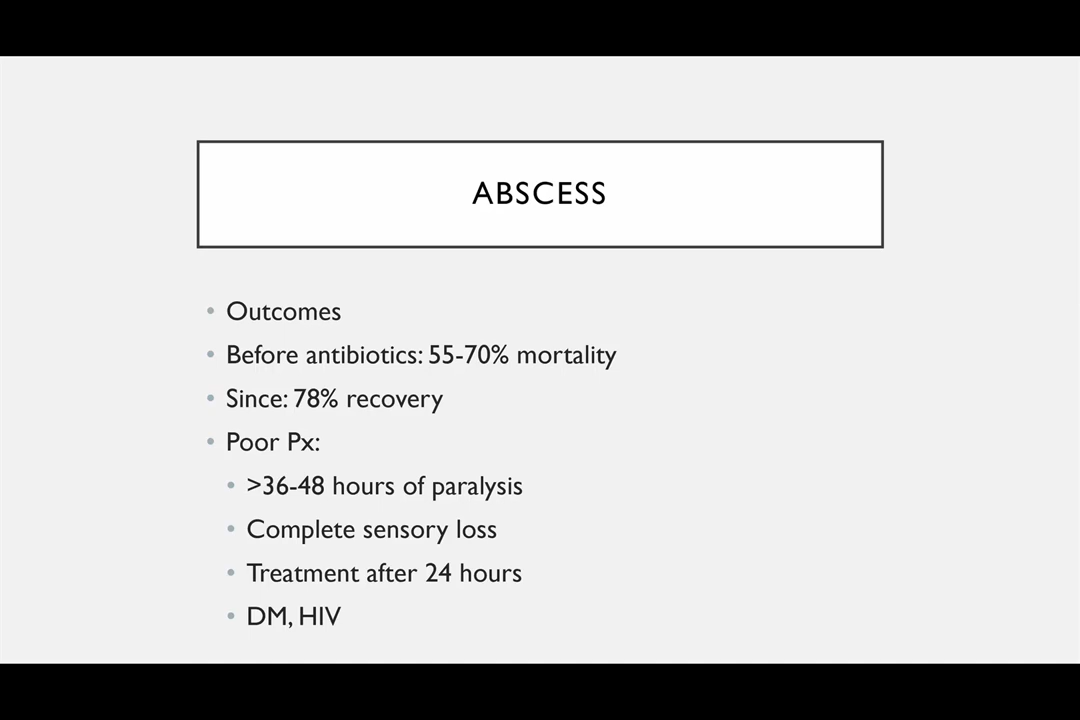 ABSCESS
• Outcomes
• Before antibiotics: 55-70% mortality
• Since: 78% recovery
• Poor Px:
• >36-48 hours of paralysis
• Complete sensory loss
• Treatment after 24 hours
• DM, HIV